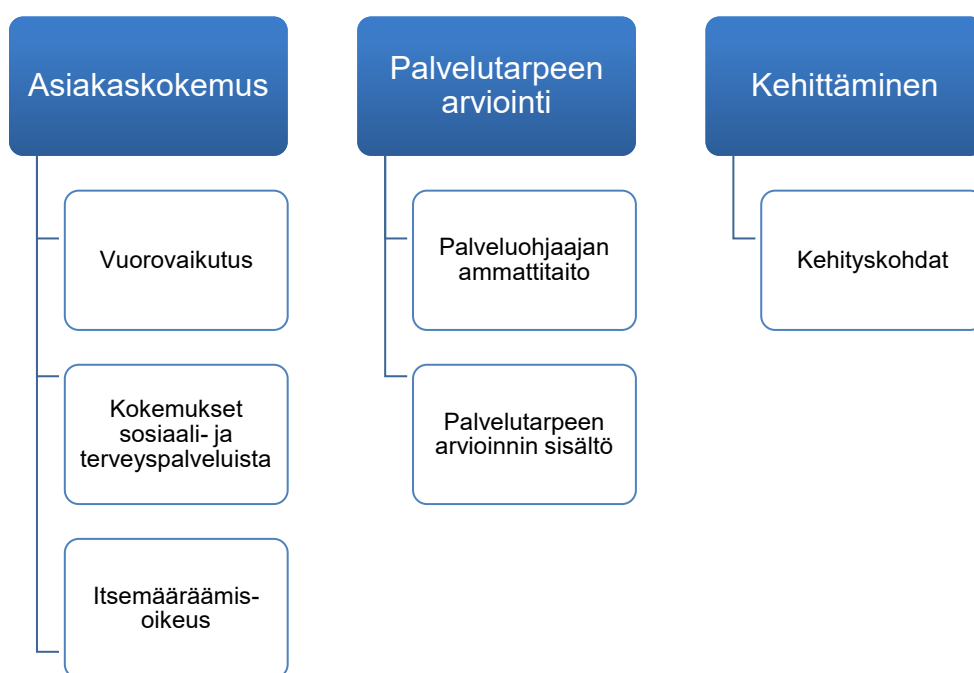 Asiakaskokemus
Vuorovaikutus
Kokemukset
sosiaali- ja
terveyspalveluista
Itsemääräämis-
oikeus
Palvelutarpeen
arviointi
Palveluohjaajan
ammattitaito
Palvelutarpeen
arvioinnin sisältö
Kehittäminen
Kehityskohdat